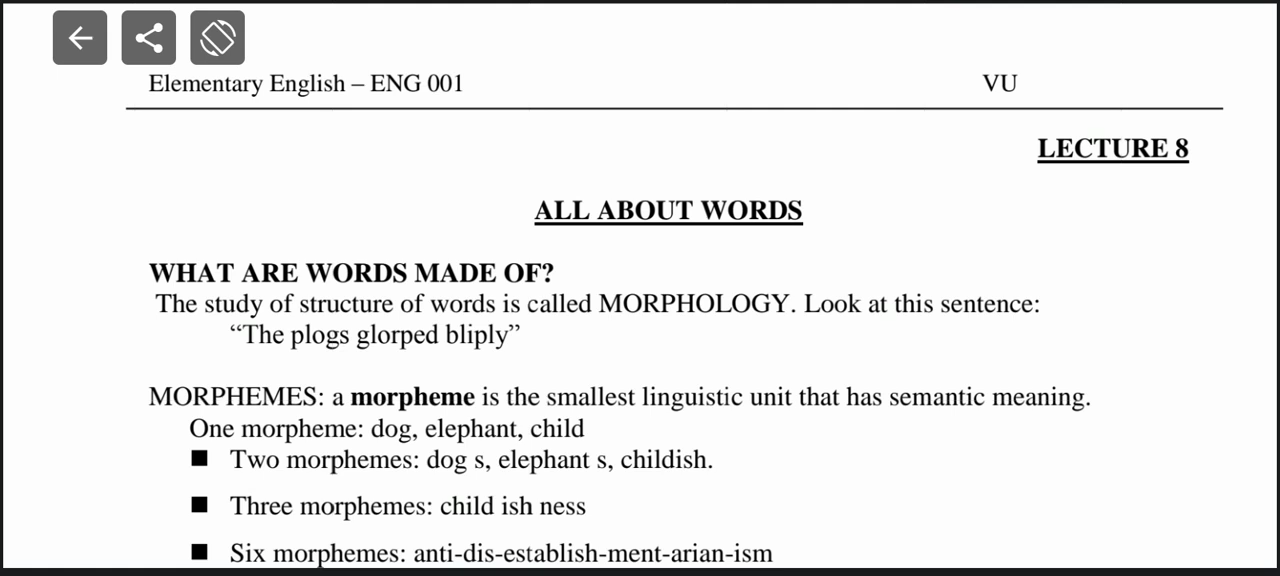 Elementary English – ENG 001 VU
LECTURE 8
ALL ABOUT WORDS
WHAT ARE WORDS MADE OF?
The study of structure of words is called MORPHOLOGY. Look at this sentence:
“The plogs glorped bliply”
MORPHEMES: a morpheme is the smallest linguistic unit that has semantic meaning.
One morpheme: dog, elephant, child
■ Two morphemes: dog s, elephant s, childish.
■ Three morphemes: child ish ness
■ Six morphemes: anti-dis-establish-ment-arian-ism